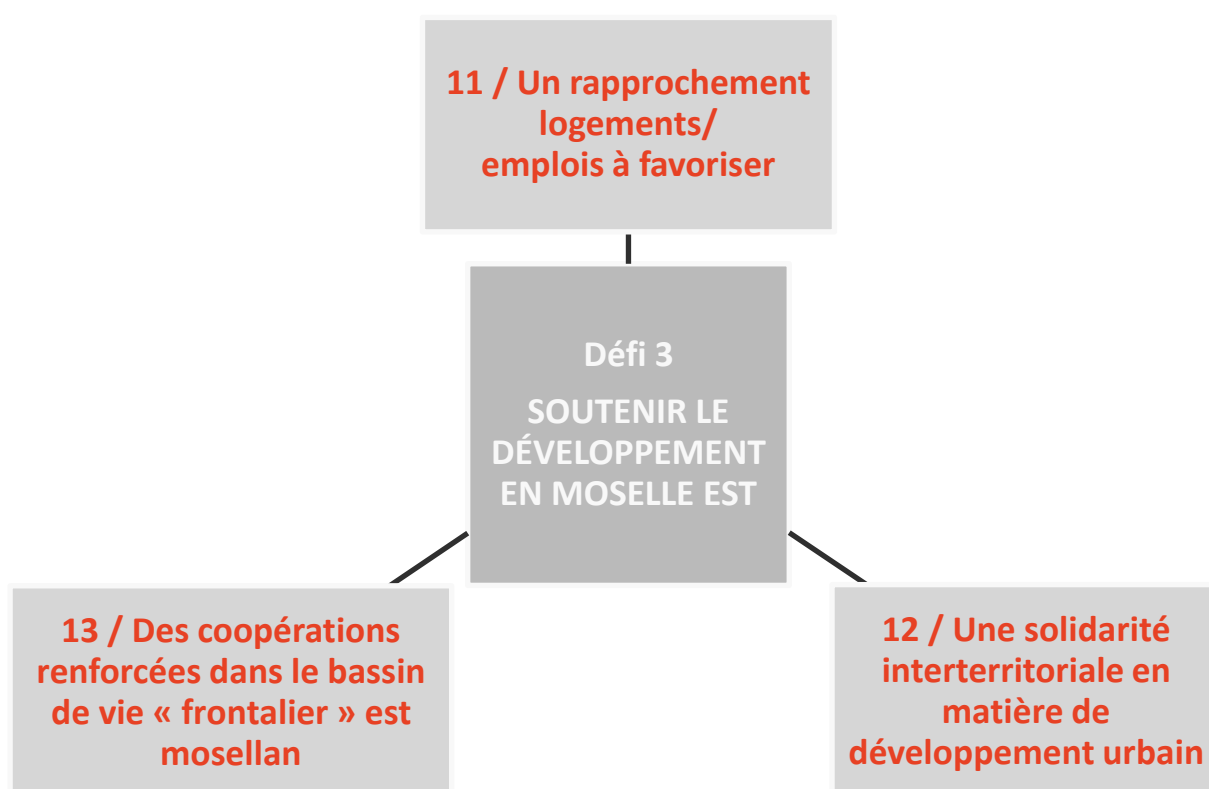 11 / Un rapprochement
logements/
emplois à favoriser
Défi 3
SOUTENIR LE
DÉVELOPPEMENT
EN MOSELLE EST
13 / Des coopérations
renforcées dans le bassin
de vie « frontalier » est
mosellan
12 / Une solidarité
interterritoriale en
matière de
développement urbain